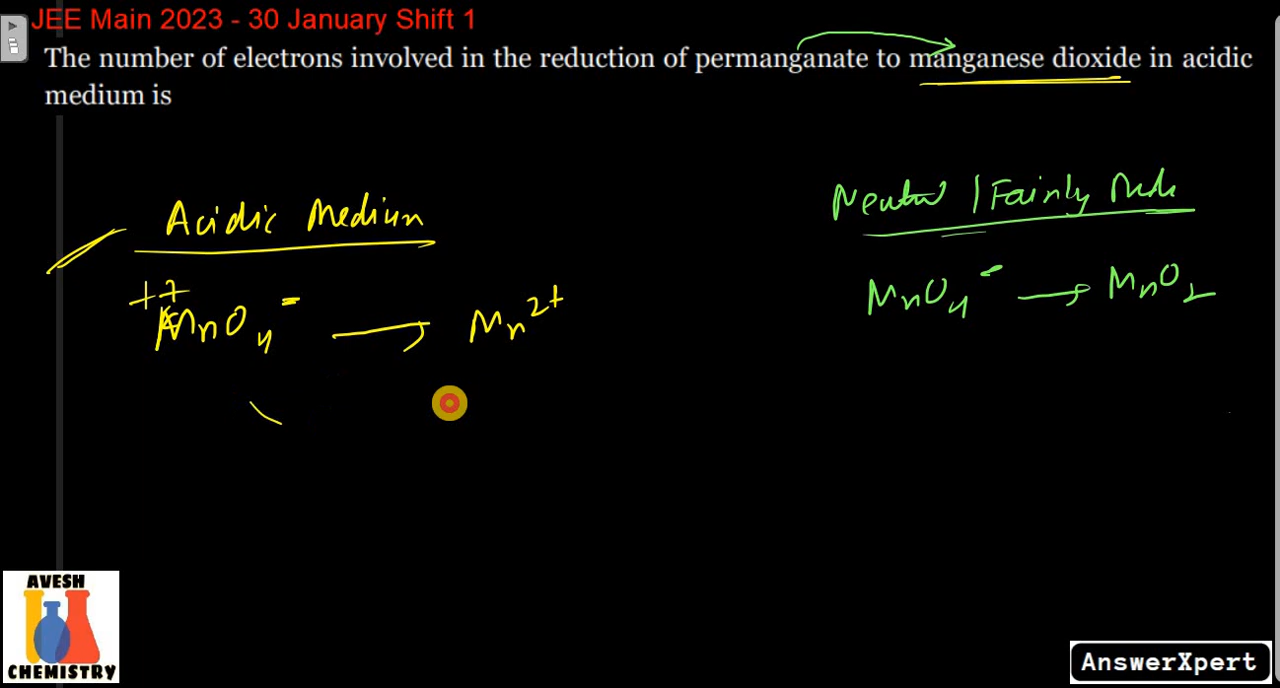 JEE Main 2023 - 30 January Shift 1
The number of electrons involved in the reduction of permanganate to manganese dioxide in acidic
medium is
Acidic Medium
Neutral | Fainly
+7
MnO4- → Mn2+
MnO4- → MnO2
AVESH
CHEMISTRY
AnswerXpert